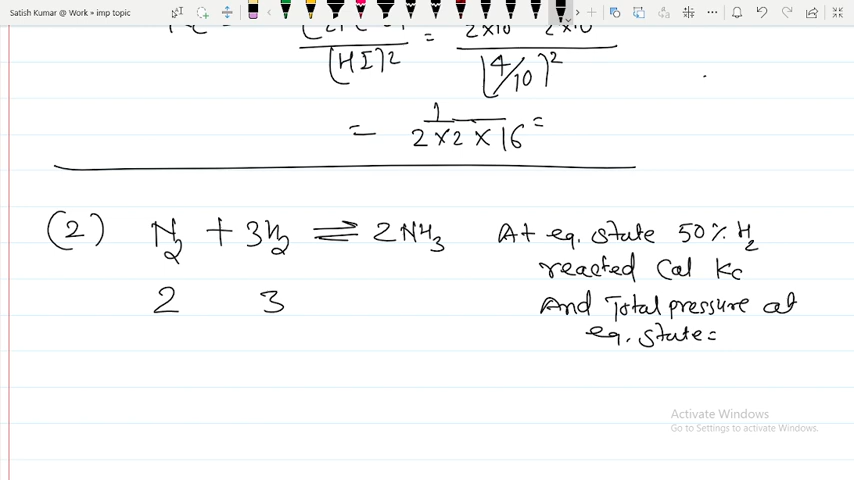 Satish Kumar @ Work » imp topic
(HI)2 (4/10)2
= 1 =
2×2×16
(2) N2 + 3H2 ⇌ 2NH3 At eq. state 50% H2
reacted Cal Kc
2 3 And Total pressure at
eq. state=
Activate Windows
Go to Settings to activate Windows.